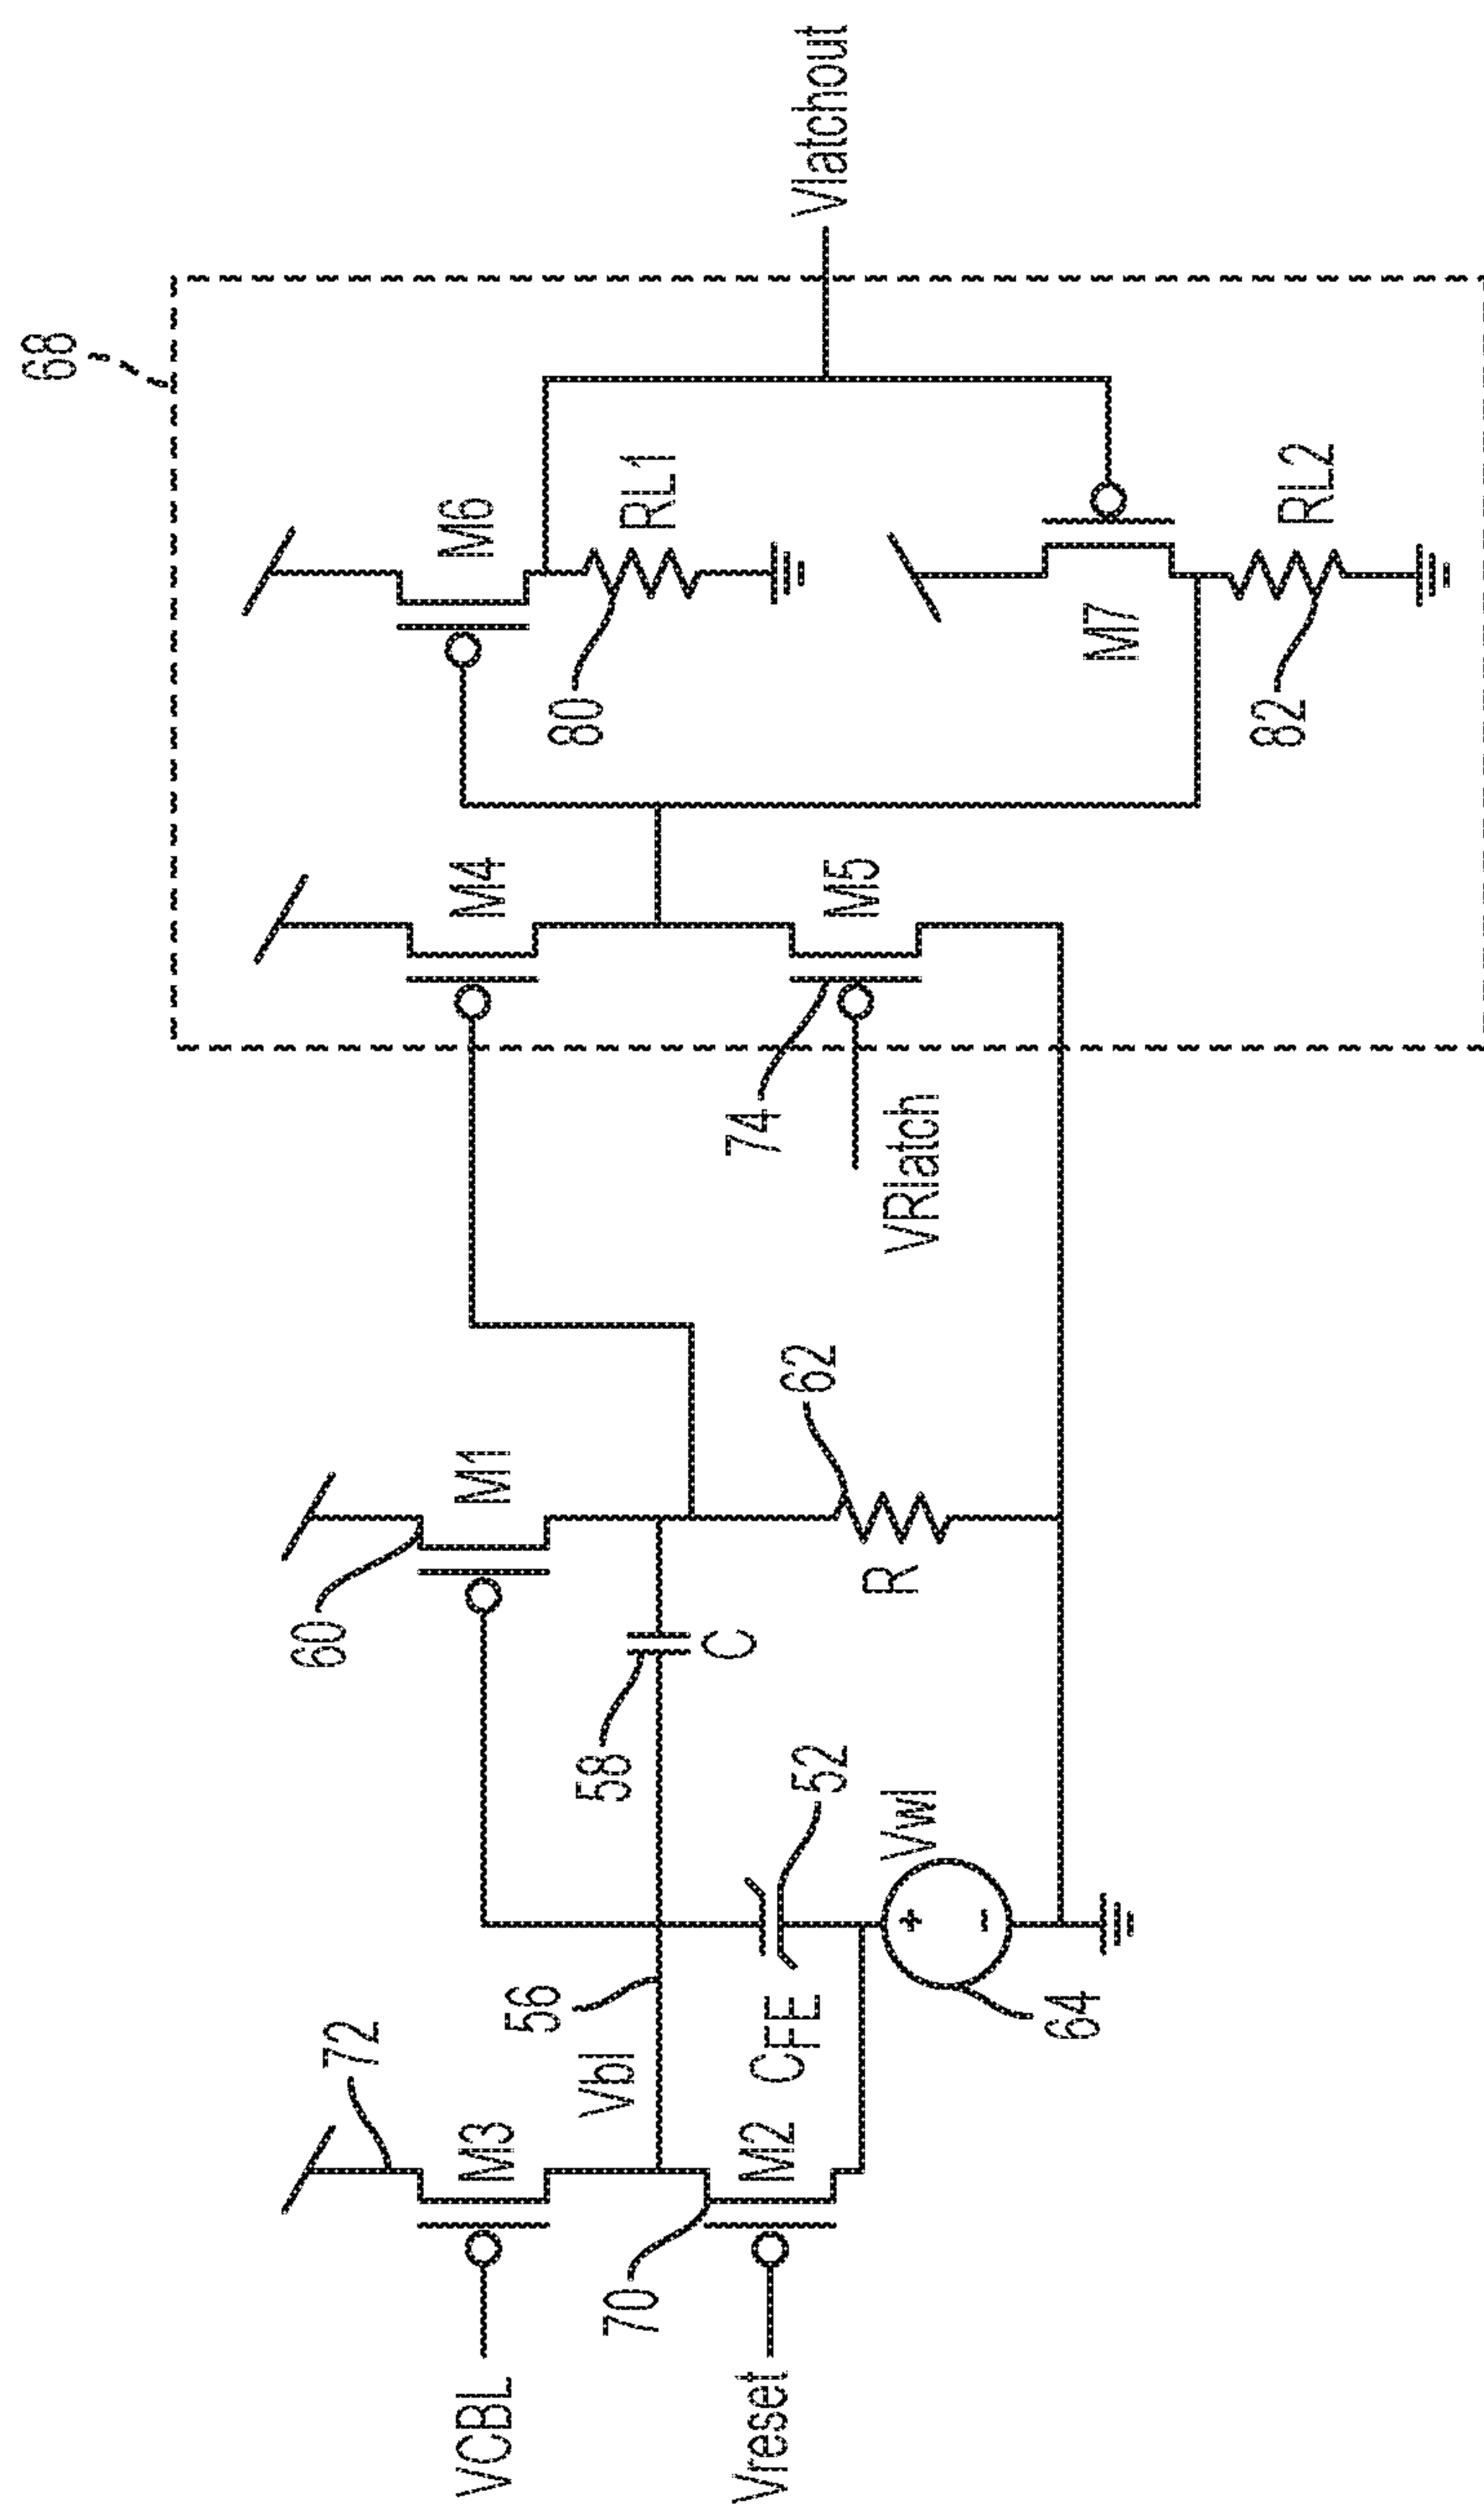 68
Vlatchout
M6
RL1
80
M7
RL2
82
M4
M5
74
VRlatch
60
M1
62
R
58
C
52
Vwl
+
-
64
56
Vbl
CFE
72
M3
M2
70
VCBL
Vreset